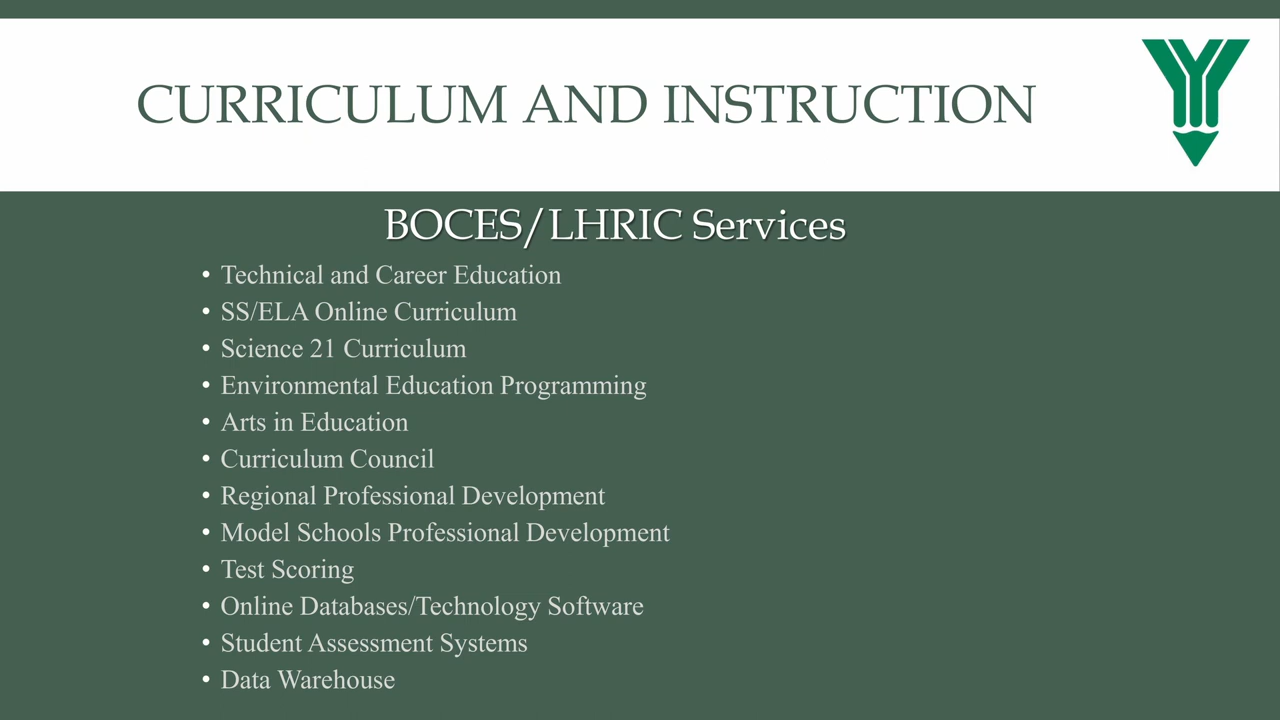 CURRICULUM AND INSTRUCTION
BOCES/LHRIC Services
• Technical and Career Education
• SS/ELA Online Curriculum
• Science 21 Curriculum
• Environmental Education Programming
• Arts in Education
• Curriculum Council
• Regional Professional Development
• Model Schools Professional Development
• Test Scoring
• Online Databases/Technology Software
• Student Assessment Systems
• Data Warehouse